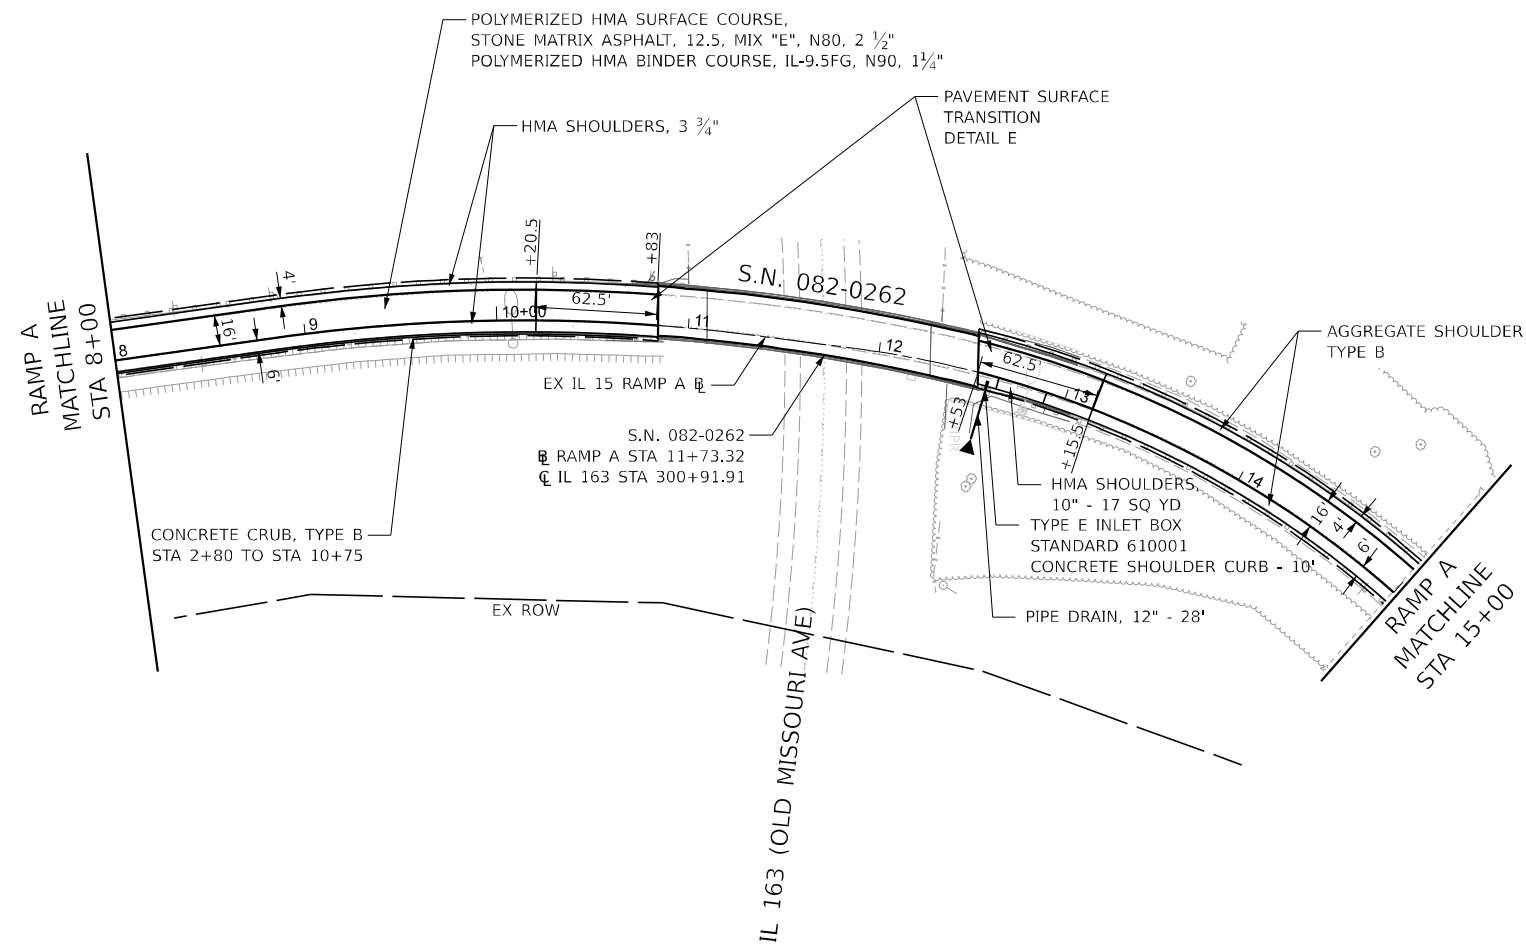 POLYMERIZED HMA SURFACE COURSE,
STONE MATRIX ASPHALT, 12.5, MIX "E", N80, 2 ½"
POLYMERIZED HMA BINDER COURSE, IL-9.5FG, N90, 1¼"
PAVEMENT SURFACE
TRANSITION
DETAIL E
HMA SHOULDERS, 3 ¾"
+20.5
+83
S.N. 082-0262
4'
62.5'
16'
6'
8
9
10+00
11
12
RAMP A
MATCHLINE
STA 8+00
AGGREGATE SHOULDER
TYPE B
62.5'
13
+53
+15.5
EX IL 15 RAMP A ℄
S.N. 082-0262
B̲L RAMP A STA 11+73.32
℄ IL 163 STA 300+91.91
14
16'
4'
6'
HMA SHOULDERS,
10" - 17 SQ YD
TYPE E INLET BOX
STANDARD 610001
CONCRETE SHOULDER CURB - 10'
CONCRETE CRUB, TYPE B
STA 2+80 TO STA 10+75
PIPE DRAIN, 12" - 28'
EX ROW
RAMP A
MATCHLINE
STA 15+00
IL 163 (OLD MISSOURI AVE)